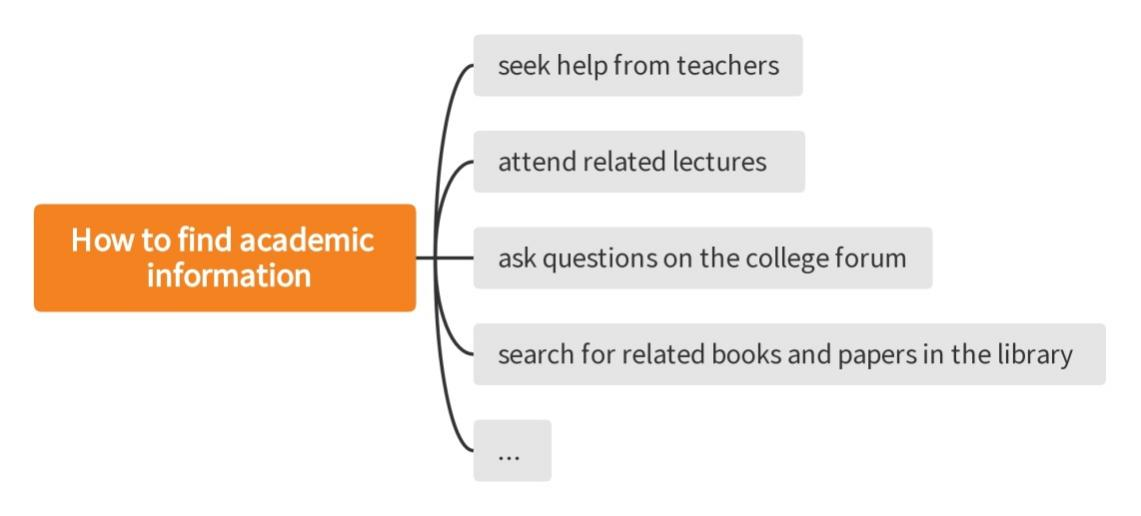 seek help from teachers
attend related lectures
How to find academic
information
ask questions on the college forum
search for related books and papers in the library
...